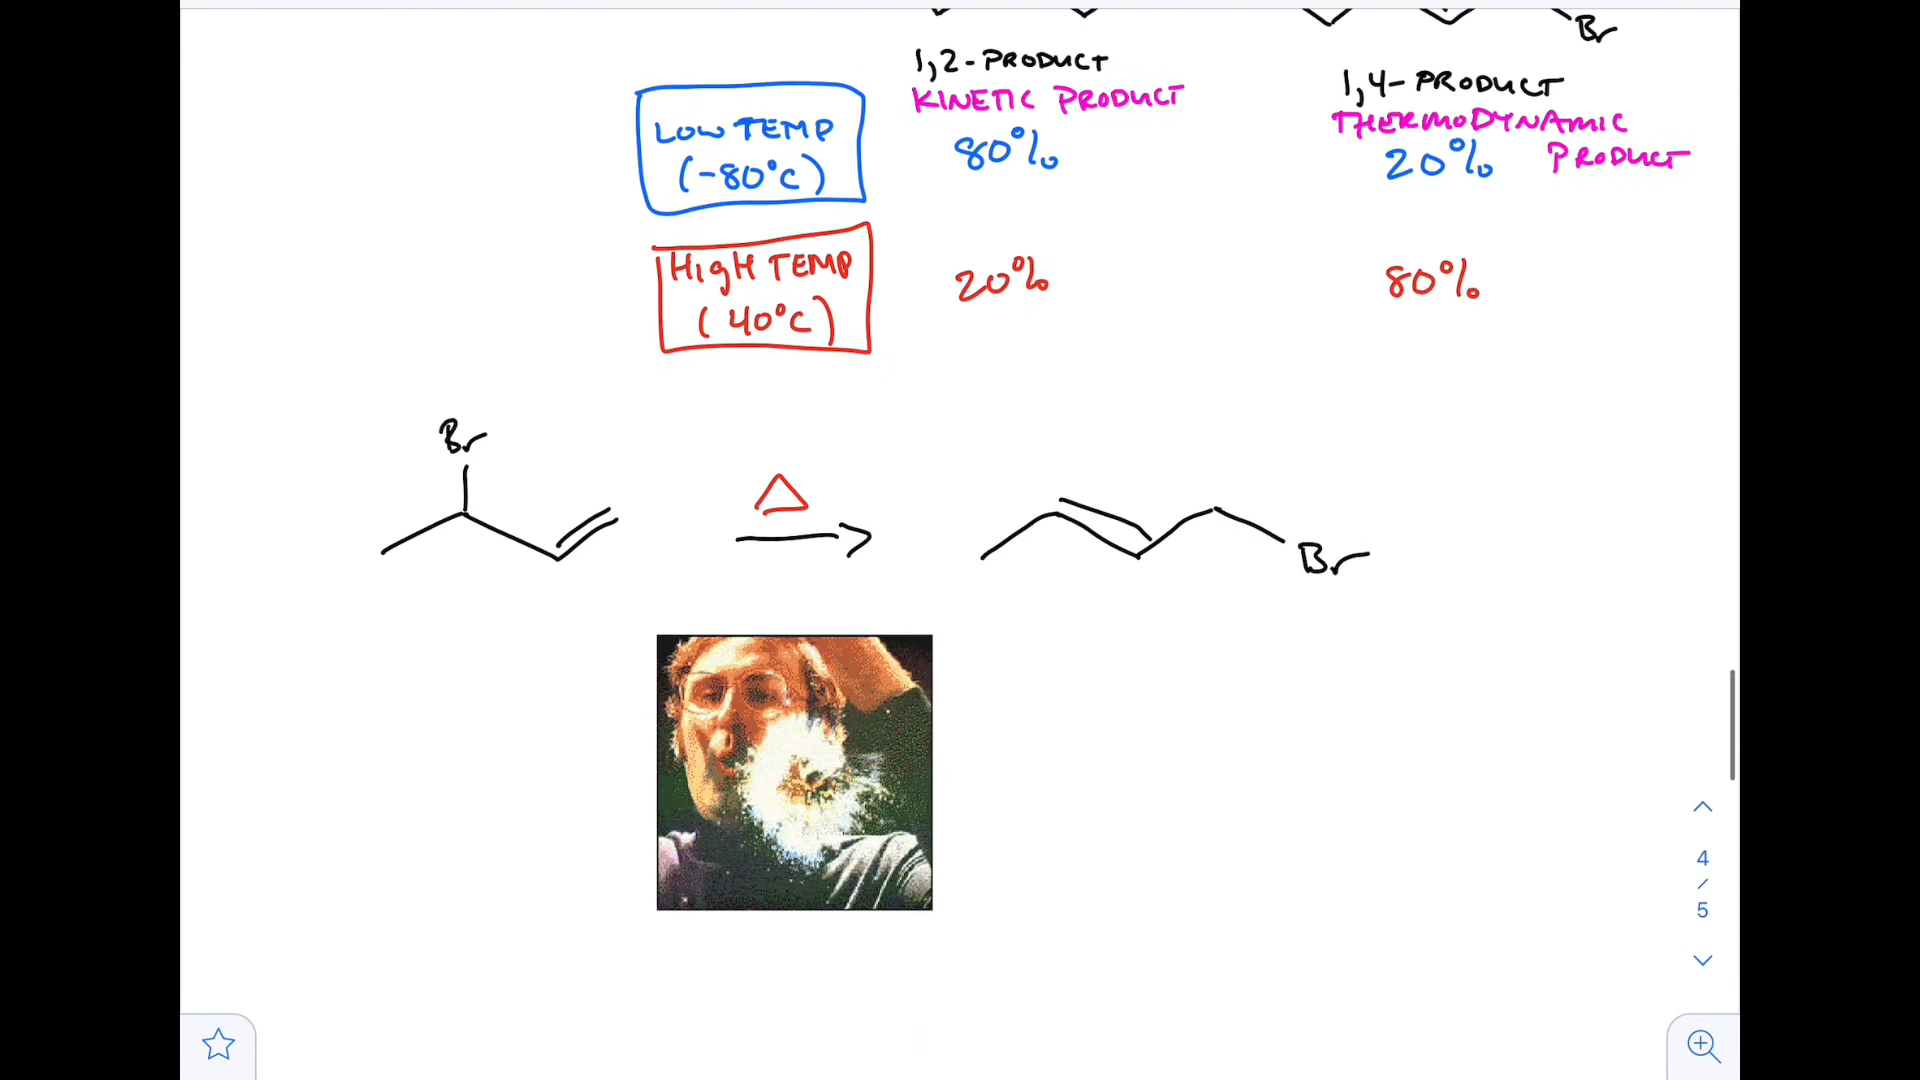 Br
1,2-PRODUCT
KINETIC PRODUCT
1,4-PRODUCT
THERMODYNAMIC
PRODUCT
LOW TEMP
(-80°C)
80%
20%
HIGH TEMP
(40°C)
20%
80%
Br
Δ
Br
4
/
5